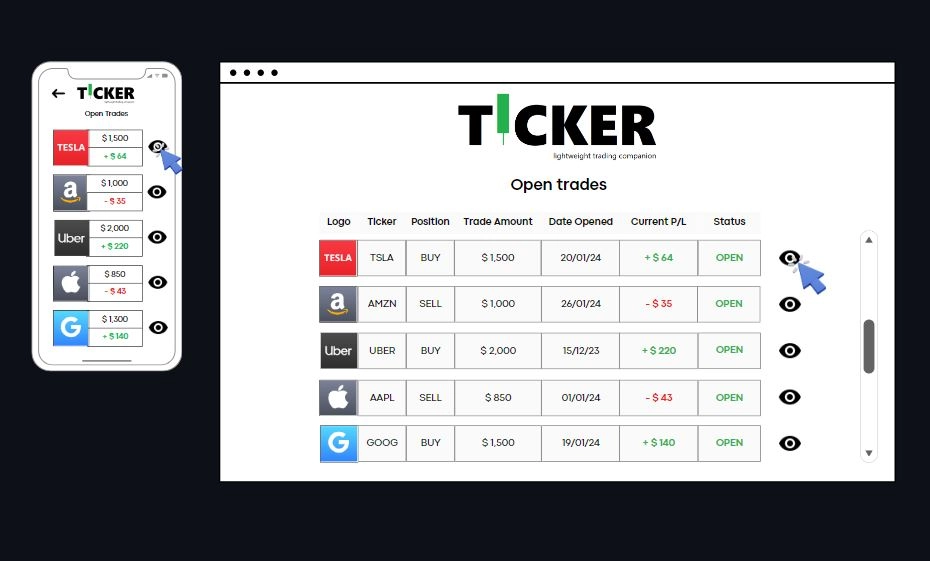 TICKER
lightweight trading companion
Open Trades
TESLA
$ 1,500
+ $ 64
a
$ 1,000
- $ 35
Uber
$ 2,000
+ $ 220
$ 850
- $ 43
G
$ 1,300
+ $ 140
TICKER
lightweight trading companion
Open trades
Logo Ticker Position Trade Amount Date Opened Current P/L Status
TESLA TSLA BUY $ 1,500 20/01/24 + $ 64 OPEN
a AMZN SELL $ 1,000 26/01/24 - $ 35 OPEN
Uber UBER BUY $ 2,000 15/12/23 + $ 220 OPEN
AAPL SELL $ 850 01/01/24 - $ 43 OPEN
G GOOG BUY $ 1,500 19/01/24 + $ 140 OPEN